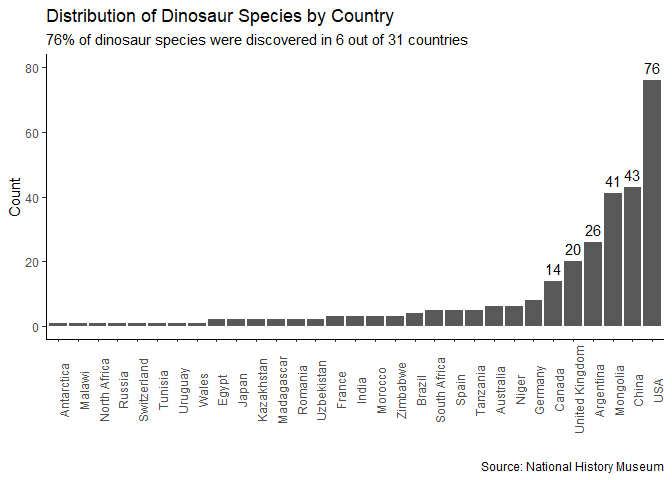 Distribution of Dinosaur Species by Country
76% of dinosaur species were discovered in 6 out of 31 countries
Count
80
60
40
20
0
14
20
26
41
43
76
Antarctica
Malawi
North Africa
Russia
Switzerland
Tunisia
Uruguay
Wales
Egypt
Japan
Kazakhstan
Madagascar
Romania
Uzbekistan
France
India
Morocco
Zimbabwe
Brazil
South Africa
Spain
Tanzania
Australia
Niger
Germany
Canada
United Kingdom
Argentina
Mongolia
China
USA
Source: National History Museum